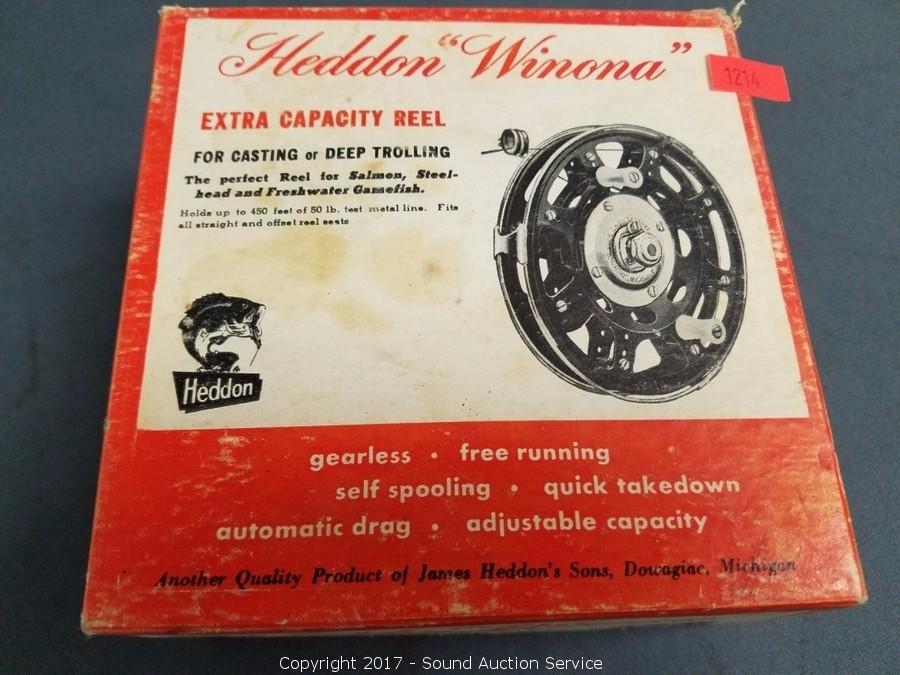 Heddon "Winona"
1214
EXTRA CAPACITY REEL
FOR CASTING or DEEP TROLLING
The perfect Reel for Salmon, Steel-
head and Freshwater Gamefish.
Holds up to 450 feet of 50 lb. test metal line. Fits
all straight and offset reel seats
Heddon
gearless • free running
self spooling • quick takedown
automatic drag • adjustable capacity
Another Quality Product of James Heddon's Sons, Dowagiac, Michigan
Copyright 2017 - Sound Auction Service